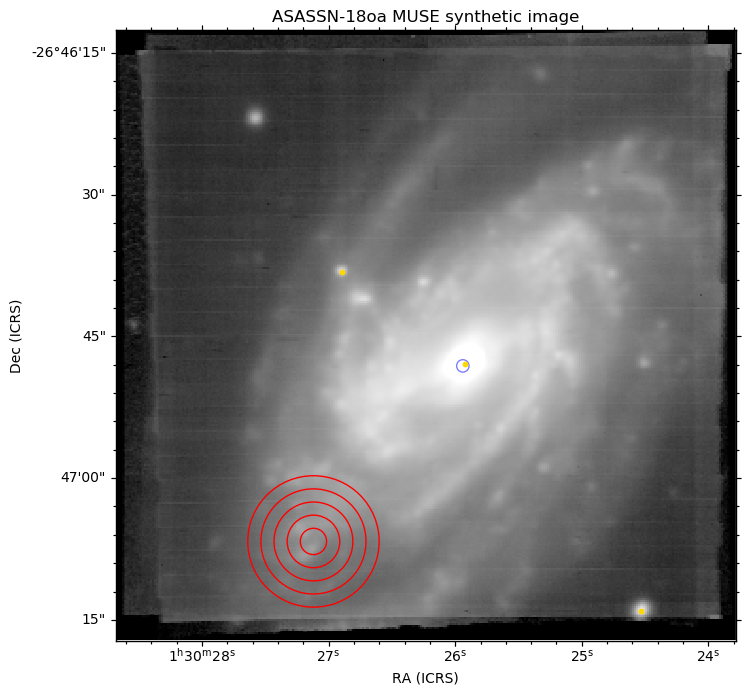 ASASSN-18oa MUSE synthetic image
-26°46'15"
30"
45"
47'00"
15"
Dec (ICRS)
1ʰ30ᵐ28ˢ
27ˢ
26ˢ
25ˢ
24ˢ
RA (ICRS)